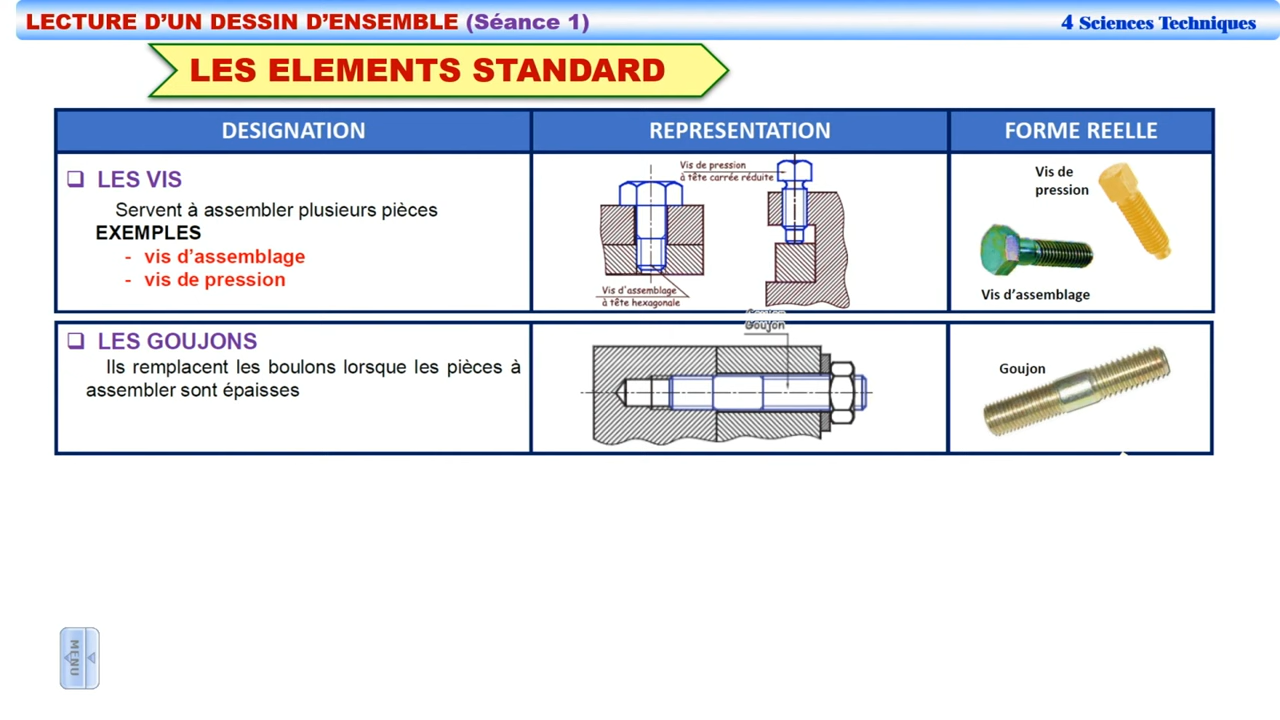 LECTURE D’UN DESSIN D’ENSEMBLE (Séance 1)
4 Sciences Techniques
LES ELEMENTS STANDARD
DESIGNATION
REPRESENTATION
FORME REELLE
❑ LES VIS
Servent à assembler plusieurs pièces
EXEMPLES
- vis d’assemblage
- vis de pression
Vis de pression
à tête carrée réduite
Vis d'assemblage
à tête hexagonale
Vis de
pression
Vis d’assemblage
❑ LES GOUJONS
Ils remplacent les boulons lorsque les pièces à
assembler sont épaisses
Goujon
Goujon
MENU